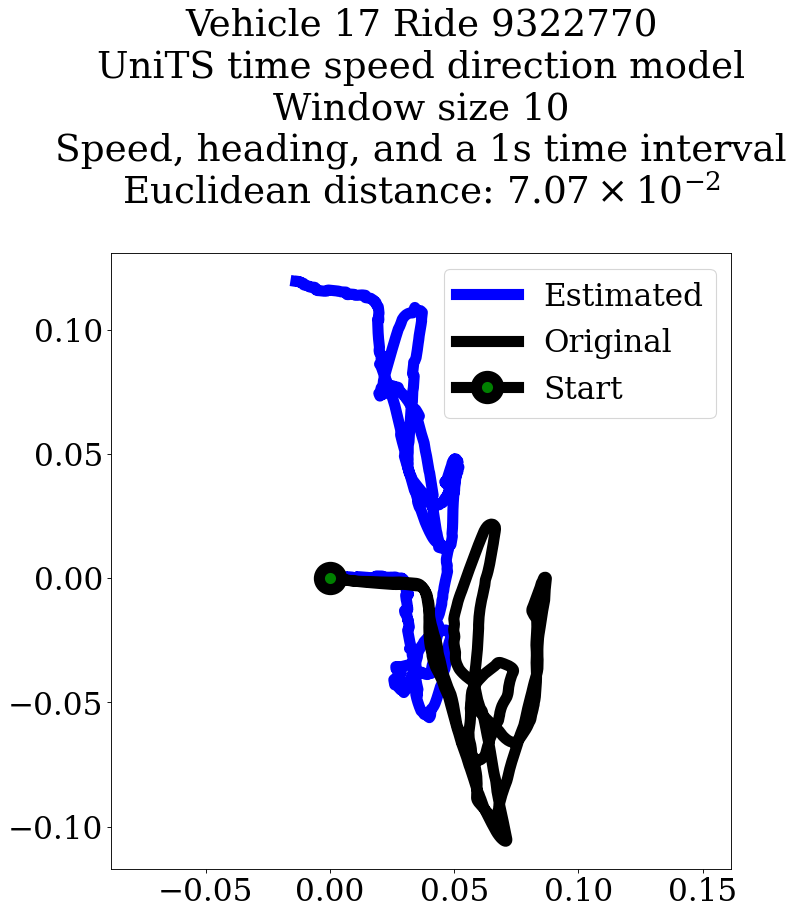 Vehicle 17 Ride 9322770
UniTS time speed direction model
Window size 10
Speed, heading, and a 1s time interval
Euclidean distance: 7.07 × 10⁻²
Estimated
Original
Start
0.10
0.05
0.00
−0.05
−0.10
−0.05 0.00 0.05 0.10 0.15